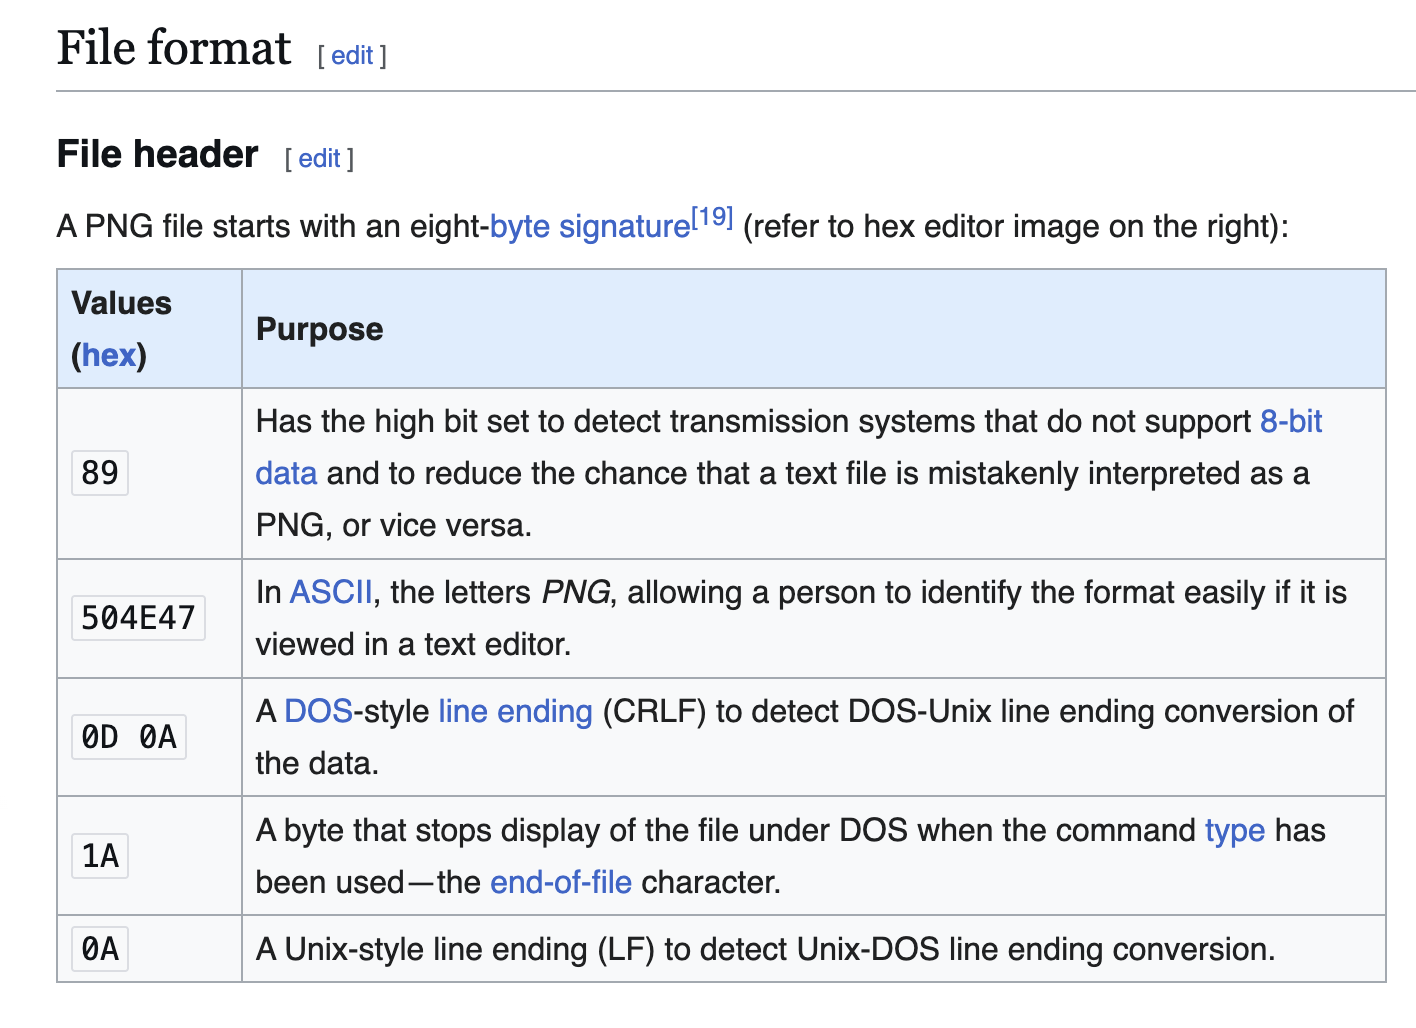 File format [ edit ]
File header [ edit ]
A PNG file starts with an eight-byte signature[19] (refer to hex editor image on the right):
Values
(hex)
Purpose
89
Has the high bit set to detect transmission systems that do not support 8-bit
data and to reduce the chance that a text file is mistakenly interpreted as a
PNG, or vice versa.
504E47
In ASCII, the letters PNG, allowing a person to identify the format easily if it is
viewed in a text editor.
0D 0A
A DOS-style line ending (CRLF) to detect DOS-Unix line ending conversion of
the data.
1A
A byte that stops display of the file under DOS when the command type has
been used—the end-of-file character.
0A
A Unix-style line ending (LF) to detect Unix-DOS line ending conversion.